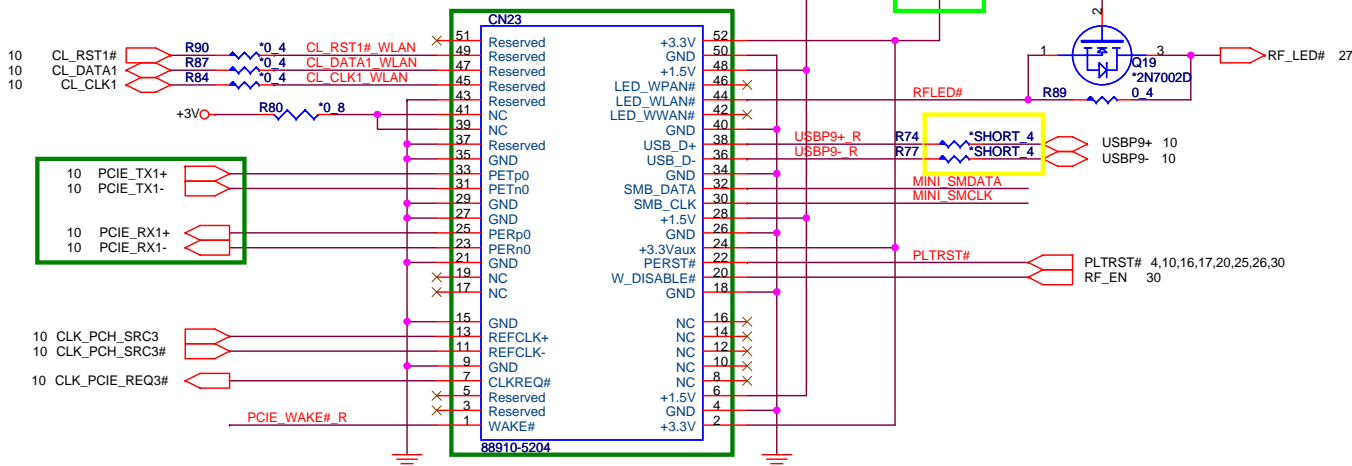 CN23
2
51 Reserved +3.3V 52
10 CL_RST1# R90 *0_4 CL_RST1#_WLAN 49 Reserved GND 50 1 3 RF_LED# 27
10 CL_DATA1 R87 *0_4 CL_DATA1_WLAN 47 Reserved +1.5V 48 Q19
10 CL_CLK1 R84 *0_4 CL_CLK1_WLAN 45 Reserved LED_WPAN# 46 *2N7002D
43 Reserved LED_WLAN# 44 RFLED# R89 0_4
+3V R80 *0_8 41 NC LED_WWAN# 42
39 NC GND 40
37 Reserved USB_D+ 38 USBP9+_R R74 *SHORT_4 USBP9+ 10
35 GND USB_D- 36 USBP9-_R R77 *SHORT_4 USBP9- 10
10 PCIE_TX1+ 33 PETp0 GND 34
10 PCIE_TX1- 31 PETn0 SMB_DATA 32 MINI_SMDATA
29 GND SMB_CLK 30 MINI_SMCLK
27 GND +1.5V 28
10 PCIE_RX1+ 25 PERp0 GND 26
10 PCIE_RX1- 23 PERn0 +3.3Vaux 24
21 GND PERST# 22 PLTRST# PLTRST# 4,10,16,17,20,25,26,30
19 NC W_DISABLE# 20 RF_EN 30
17 NC GND 18
15 GND NC 16
10 CLK_PCH_SRC3 13 REFCLK+ NC 14
10 CLK_PCH_SRC3# 11 REFCLK- NC 12
9 GND NC 10
10 CLK_PCIE_REQ3# 7 CLKREQ# NC 8
5 Reserved +1.5V 6
3 Reserved GND 4
PCIE_WAKE#_R 1 WAKE# +3.3V 2
88910-5204